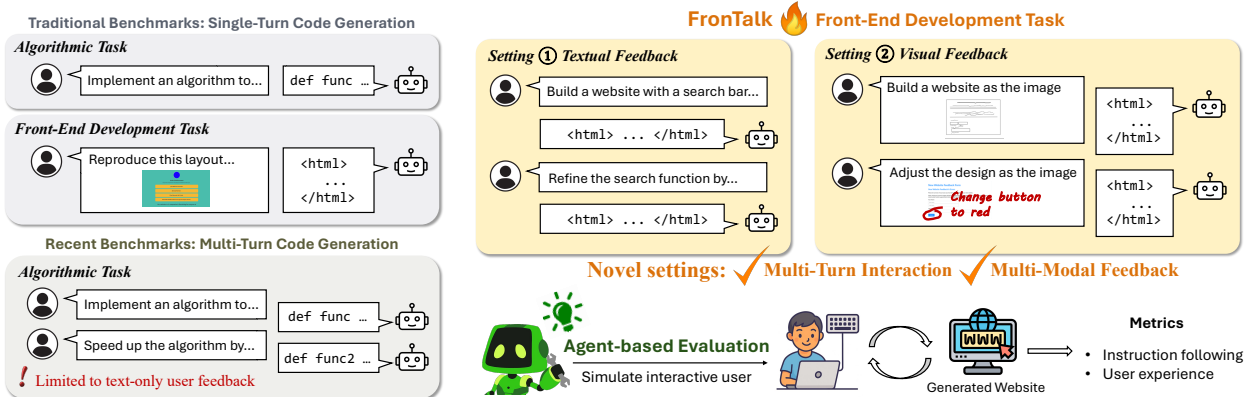 Traditional Benchmarks: Single-Turn Code Generation
Algorithmic Task
Implement an algorithm to...
def func …
Front-End Development Task
Reproduce this layout...
<html>
...
</html>
Recent Benchmarks: Multi-Turn Code Generation
Algorithmic Task
Implement an algorithm to...
def func …
Speed up the algorithm by...
def func2 …
! Limited to text-only user feedback
FronTalk Front-End Development Task
Setting ① Textual Feedback
Build a website with a search bar...
<html> ... </html>
Refine the search function by...
<html> ... </html>
Setting ② Visual Feedback
Build a website as the image
<html>
...
</html>
Adjust the design as the image
Change button
to red
<html>
...
</html>
Novel settings: Multi-Turn Interaction Multi-Modal Feedback
Agent-based Evaluation
Simulate interactive user
WWW
Generated Website
Metrics
• Instruction following
• User experience